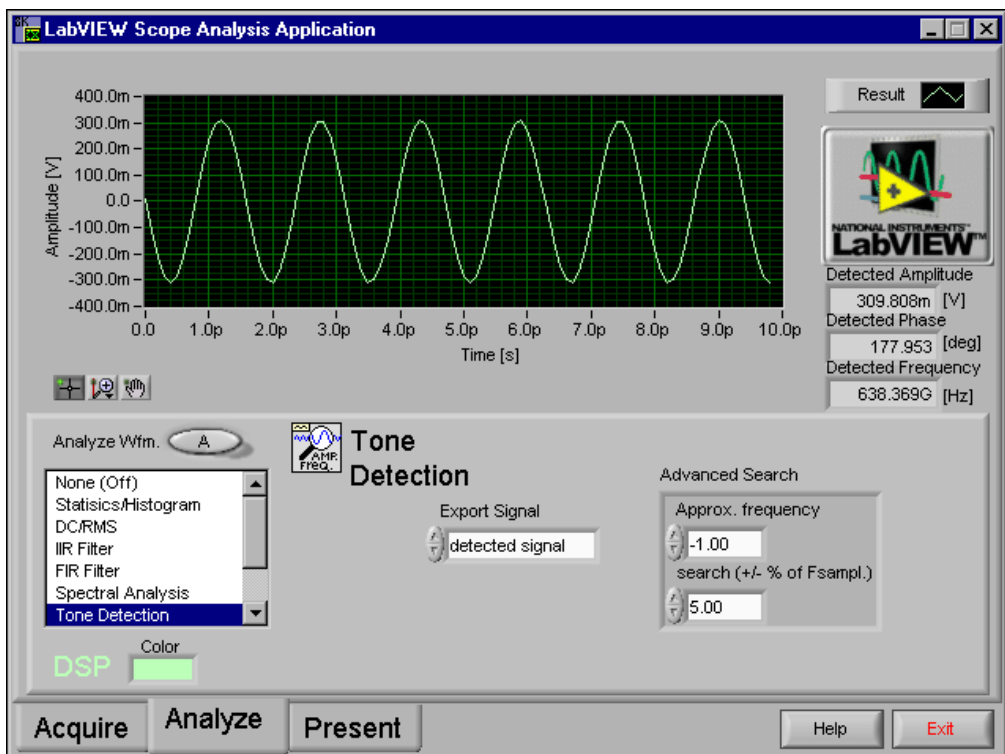 LabVIEW Scope Analysis Application
400.0m
300.0m
200.0m
100.0m
0.0
-100.0m
-200.0m
-300.0m
-400.0m
Amplitude [V]
0.0 1.0p 2.0p 3.0p 4.0p 5.0p 6.0p 7.0p 8.0p 9.0p 10.0p
Time [s]
Result
NATIONAL INSTRUMENTS™
LabVIEW™
Detected Amplitude
309.808m [V]
Detected Phase
177.953 [deg]
Detected Frequency
638.369G [Hz]
Analyze Wfm. A
None (Off)
Statisics/Histogram
DC/RMS
IIR Filter
FIR Filter
Spectral Analysis
Tone Detection
DSP
Color
AMP.
FREQ.
Tone
Detection
Export Signal
detected signal
Advanced Search
Approx. frequency
-1.00
search (+/- % of Fsampl.)
5.00
Acquire Analyze Present
Help Exit